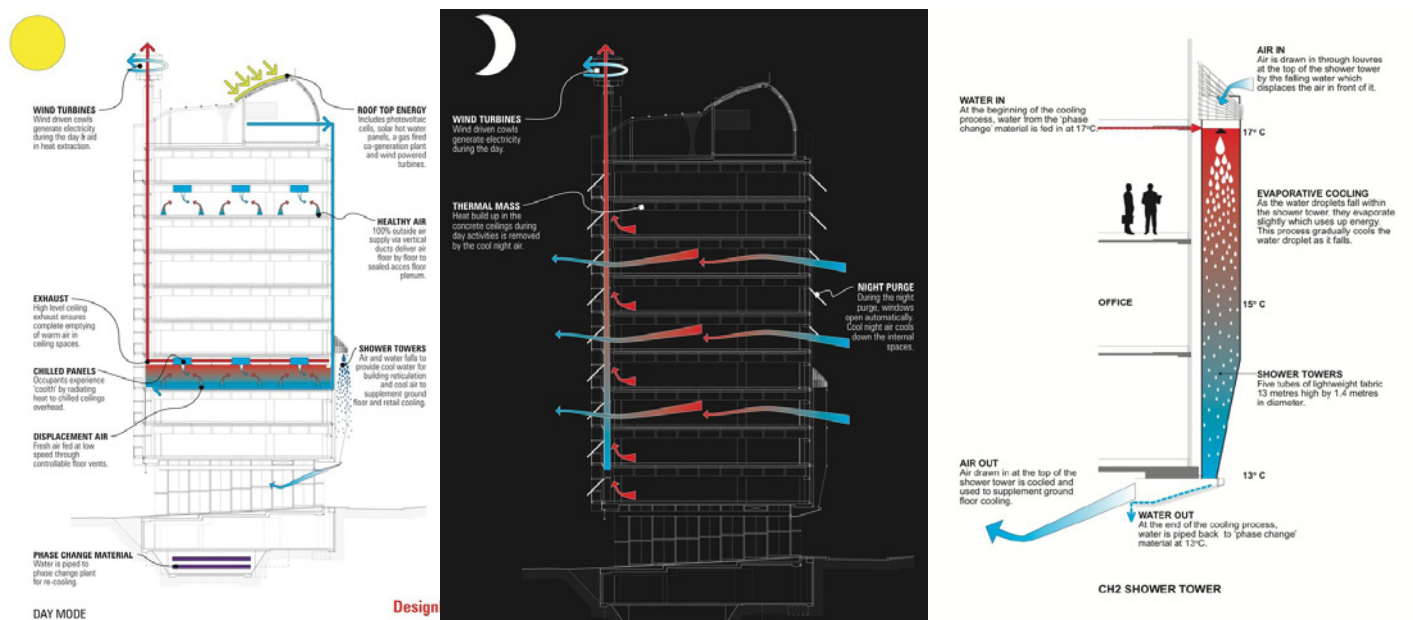 WIND TURBINES
Wind driven cowls
generate electricity
during the day & aid
in heat extraction.
ROOF TOP ENERGY
Includes photovoltaic
cells, solar hot water
panels, a gas fired
co-generation plant
and wind powered
turbines.
HEALTHY AIR
100% outside air
supply via vertical
ducts deliver air
floor by floor to
sealed acces floor
plenum.
EXHAUST
High level ceiling
exhaust ensures
complete emptying
of warm air in
ceiling spaces.
CHILLED PANELS
Occupants experience
'coolth' by radiating
heat to chilled ceilings
overhead.
SHOWER TOWERS
Air and water falls to
provide cool water for
building reticulation
and cool air to
supplement ground
floor and retail cooling.
DISPLACEMENT AIR
Fresh air fed at low
speed through
controllable floor vents.
PHASE CHANGE MATERIAL
Water is piped to
phase change plant
for re-cooling.
DAY MODE
Design
WIND TURBINES
Wind driven cowls
generate electricity
during the day.
THERMAL MASS
Heat build up in the
concrete ceilings during
day activities is removed
by the cool night air.
NIGHT PURGE
During the night
purge, windows
open automatically.
Cool night air cools
down the internal
spaces.
AIR IN
Air is drawn in through louvres
at the top of the shower tower
by the falling water which
displaces the air in front of it.
WATER IN
At the beginning of the cooling
process, water from the 'phase
change' material is fed in at 17°C.
17° C
EVAPORATIVE COOLING
As the water droplets fall within
the shower tower, they evaporate
slightly which uses up energy.
This process gradually cools the
water droplet as it falls.
OFFICE
15° C
SHOWER TOWERS
Five tubes of lightweight fabric
13 metres high by 1.4 metres
in diameter.
AIR OUT
Air drawn in at the top of the
shower tower is cooled and
used to supplement ground
floor cooling.
13° C
WATER OUT
At the end of the cooling process,
water is piped back to 'phase change'
material at 13°C.
CH2 SHOWER TOWER